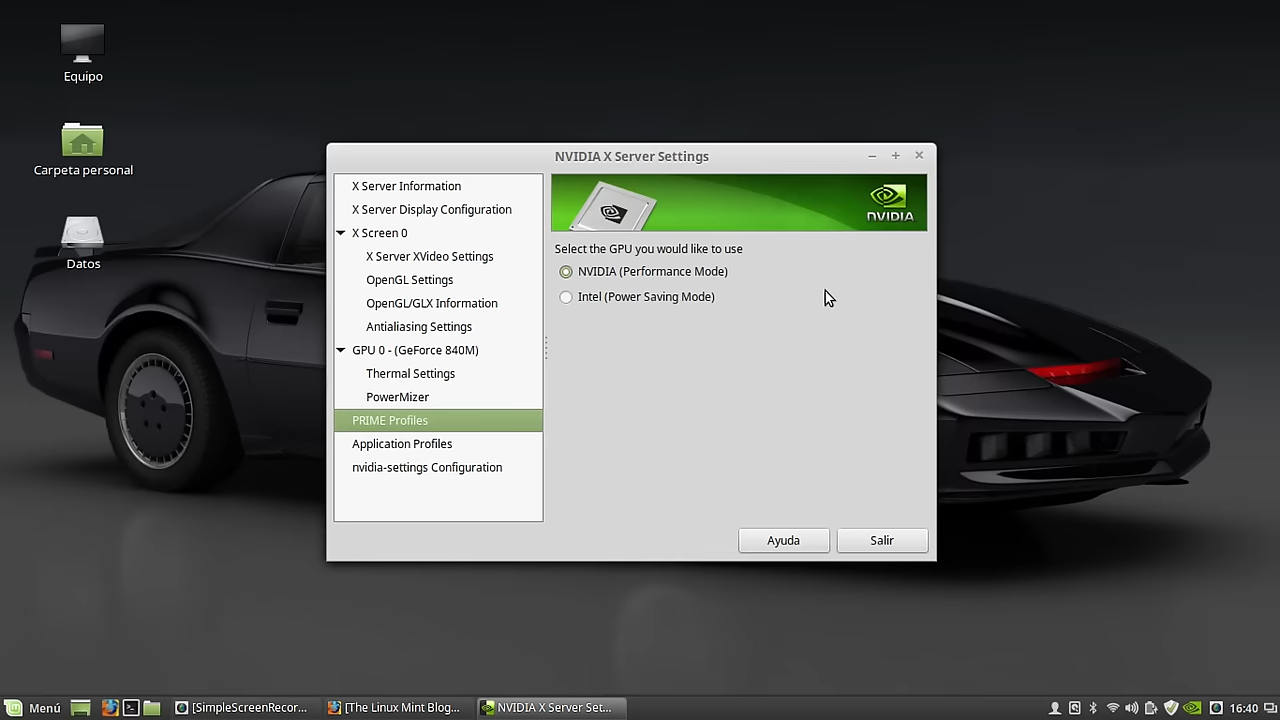 Equipo
Carpeta personal
Datos
NVIDIA X Server Settings
X Server Information
X Server Display Configuration
X Screen 0
X Server XVideo Settings
OpenGL Settings
OpenGL/GLX Information
Antialiasing Settings
GPU 0 - (GeForce 840M)
Thermal Settings
PowerMizer
PRIME Profiles
Application Profiles
nvidia-settings Configuration
NVIDIA
Select the GPU you would like to use
NVIDIA (Performance Mode)
Intel (Power Saving Mode)
Ayuda
Salir
Menú
[SimpleScreenRecor...
[The Linux Mint Blog...
NVIDIA X Server Set...
16:40